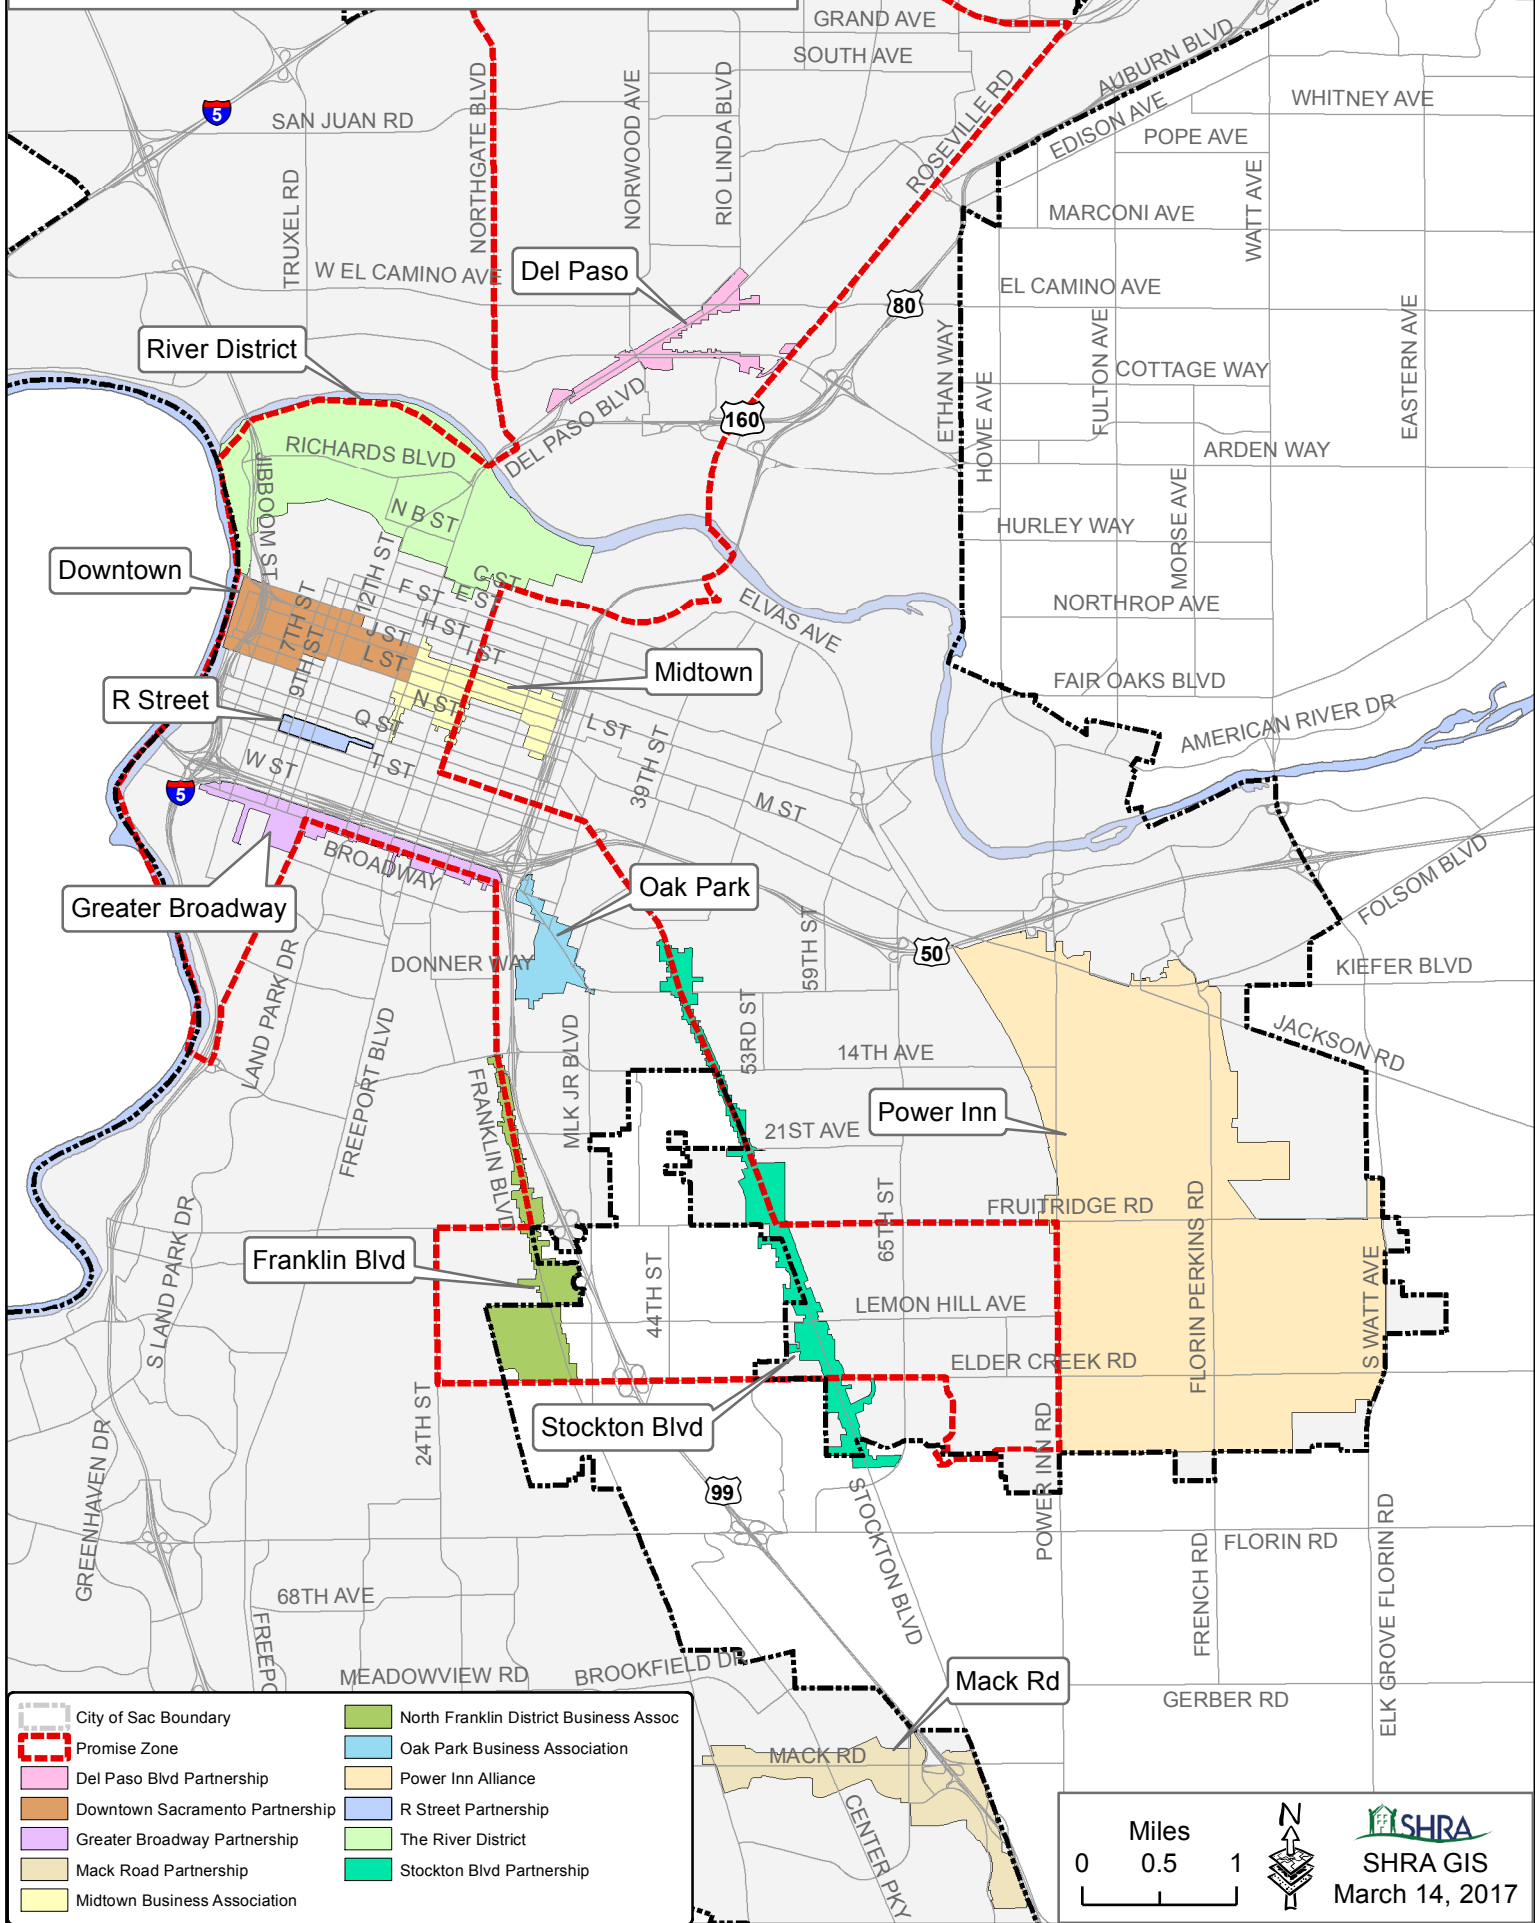 GRAND AVE
SOUTH AVE
AUBURN BLVD
WHITNEY AVE
EDISON AVE
POPE AVE
5
SAN JUAN RD
NORTHGATE BLVD
NORWOOD AVE
RIO LINDA BLVD
ROSEVILLE RD
WATT AVE
MARCONI AVE
TRUXEL RD
W EL CAMINO AVE
Del Paso
EL CAMINO AVE
80
River District
ETHAN WAY
HOWE AVE
FULTON AVE
EASTERN AVE
COTTAGE WAY
160
DEL PASO BLVD
RICHARDS BLVD
ARDEN WAY
JIBBOOM ST
N B ST
HURLEY WAY
MORSE AVE
Downtown
12TH ST
C ST
F ST
E ST
7TH ST
H ST
J ST
I ST
NORTHROP AVE
ELVAS AVE
L ST
9TH ST
Midtown
FAIR OAKS BLVD
R Street
N ST
Q ST
L ST
AMERICAN RIVER DR
39TH ST
W ST
T ST
5
M ST
BROADWAY
Oak Park
Greater Broadway
FOLSOM BLVD
59TH ST
50
LAND PARK DR
DONNER WAY
KIEFER BLVD
53RD ST
FREEPORT BLVD
MLK JR BLVD
14TH AVE
JACKSON RD
FRANKLIN BLVD
Power Inn
21ST AVE
65TH ST
FRUITRIDGE RD
FLORIN PERKINS RD
S LAND PARK DR
Franklin Blvd
44TH ST
LEMON HILL AVE
S WATT AVE
ELDER CREEK RD
24TH ST
Stockton Blvd
GREENHAVEN DR
99
POWER INN RD
STOCKTON BLVD
FLORIN RD
FRENCH RD
ELK GROVE FLORIN RD
68TH AVE
FREEPO
MEADOWVIEW RD
BROOKFIELD DR
Mack Rd
GERBER RD
MACK RD
CENTER PKY
City of Sac Boundary
Promise Zone
Del Paso Blvd Partnership
Downtown Sacramento Partnership
Greater Broadway Partnership
Mack Road Partnership
Midtown Business Association
North Franklin District Business Assoc
Oak Park Business Association
Power Inn Alliance
R Street Partnership
The River District
Stockton Blvd Partnership
Miles
0 0.5 1
N
SHRA
SHRA GIS
March 14, 2017